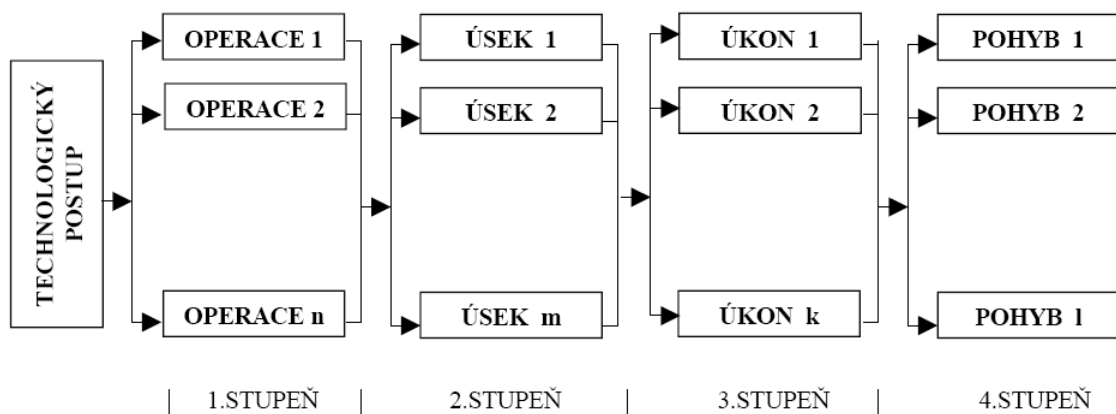 TECHNOLOGICKÝ
POSTUP
OPERACE 1
ÚSEK 1
ÚKON 1
POHYB 1
OPERACE 2
ÚSEK 2
ÚKON 2
POHYB 2
OPERACE n
ÚSEK m
ÚKON k
POHYB l
1.STUPEŇ
2.STUPEŇ
3.STUPEŇ
4.STUPEŇ